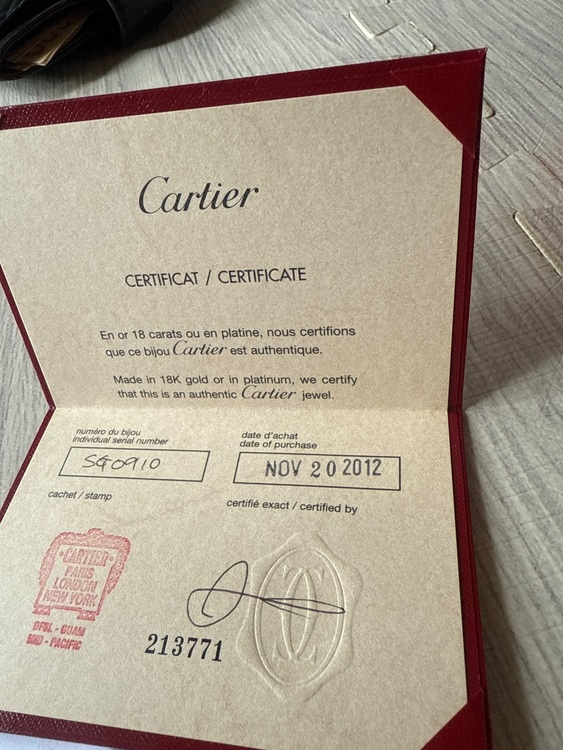 Cartier
CERTIFICAT / CERTIFICATE
En or 18 carats ou en platine, nous certifions
que ce bijou Cartier est authentique.
Made in 18K gold or in platinum, we certify
that this is an authentic Cartier jewel.
numéro du bijou
individual serial number
SG0910
date d'achat
date of purchase
NOV 20 2012
cachet / stamp
certifié exact / certified by
CARTIER
PARIS
LONDON
NEW YORK
DFSL - GUAM
MID - PACIFIC
213771